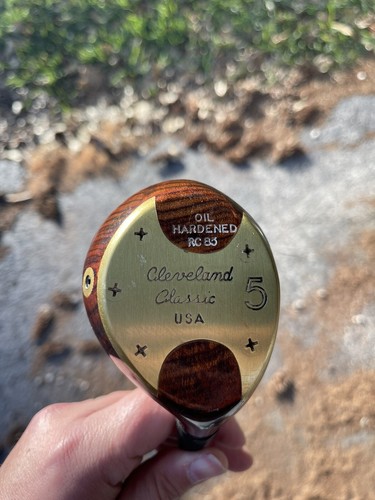 OIL
HARDENED
RC 85
Cleveland
Classic
5
USA